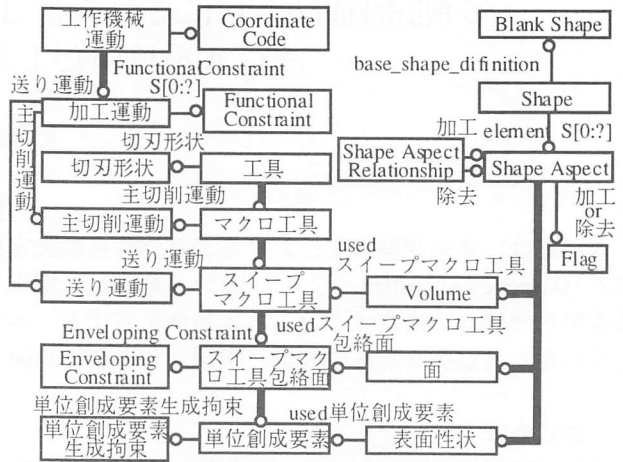 工作機械
運動
Coordinate
Code
Blank Shape
Functional Constraint
base_shape_difinition
送り運動
S[0:?]
Shape
加工運動
Functional
Constraint
主切削運動
加工
element
S[0:?]
切刃形状
切刃形状
工具
Shape Aspect
Relationship
Shape Aspect
主切削運動
除去
加工
or
除去
主切削運動
マクロ工具
used
スイープマクロ工具
Flag
送り運動
送り運動
スイープ
マクロ工具
Volume
Enveloping Constraint
usedスイープマクロ工具
包絡面
Enveloping
Constraint
スイープマク
ロ工具包絡面
面
単位創成要素生成拘束
used単位創成要素
単位創成要素
生成拘束
単位創成要素
表面性状